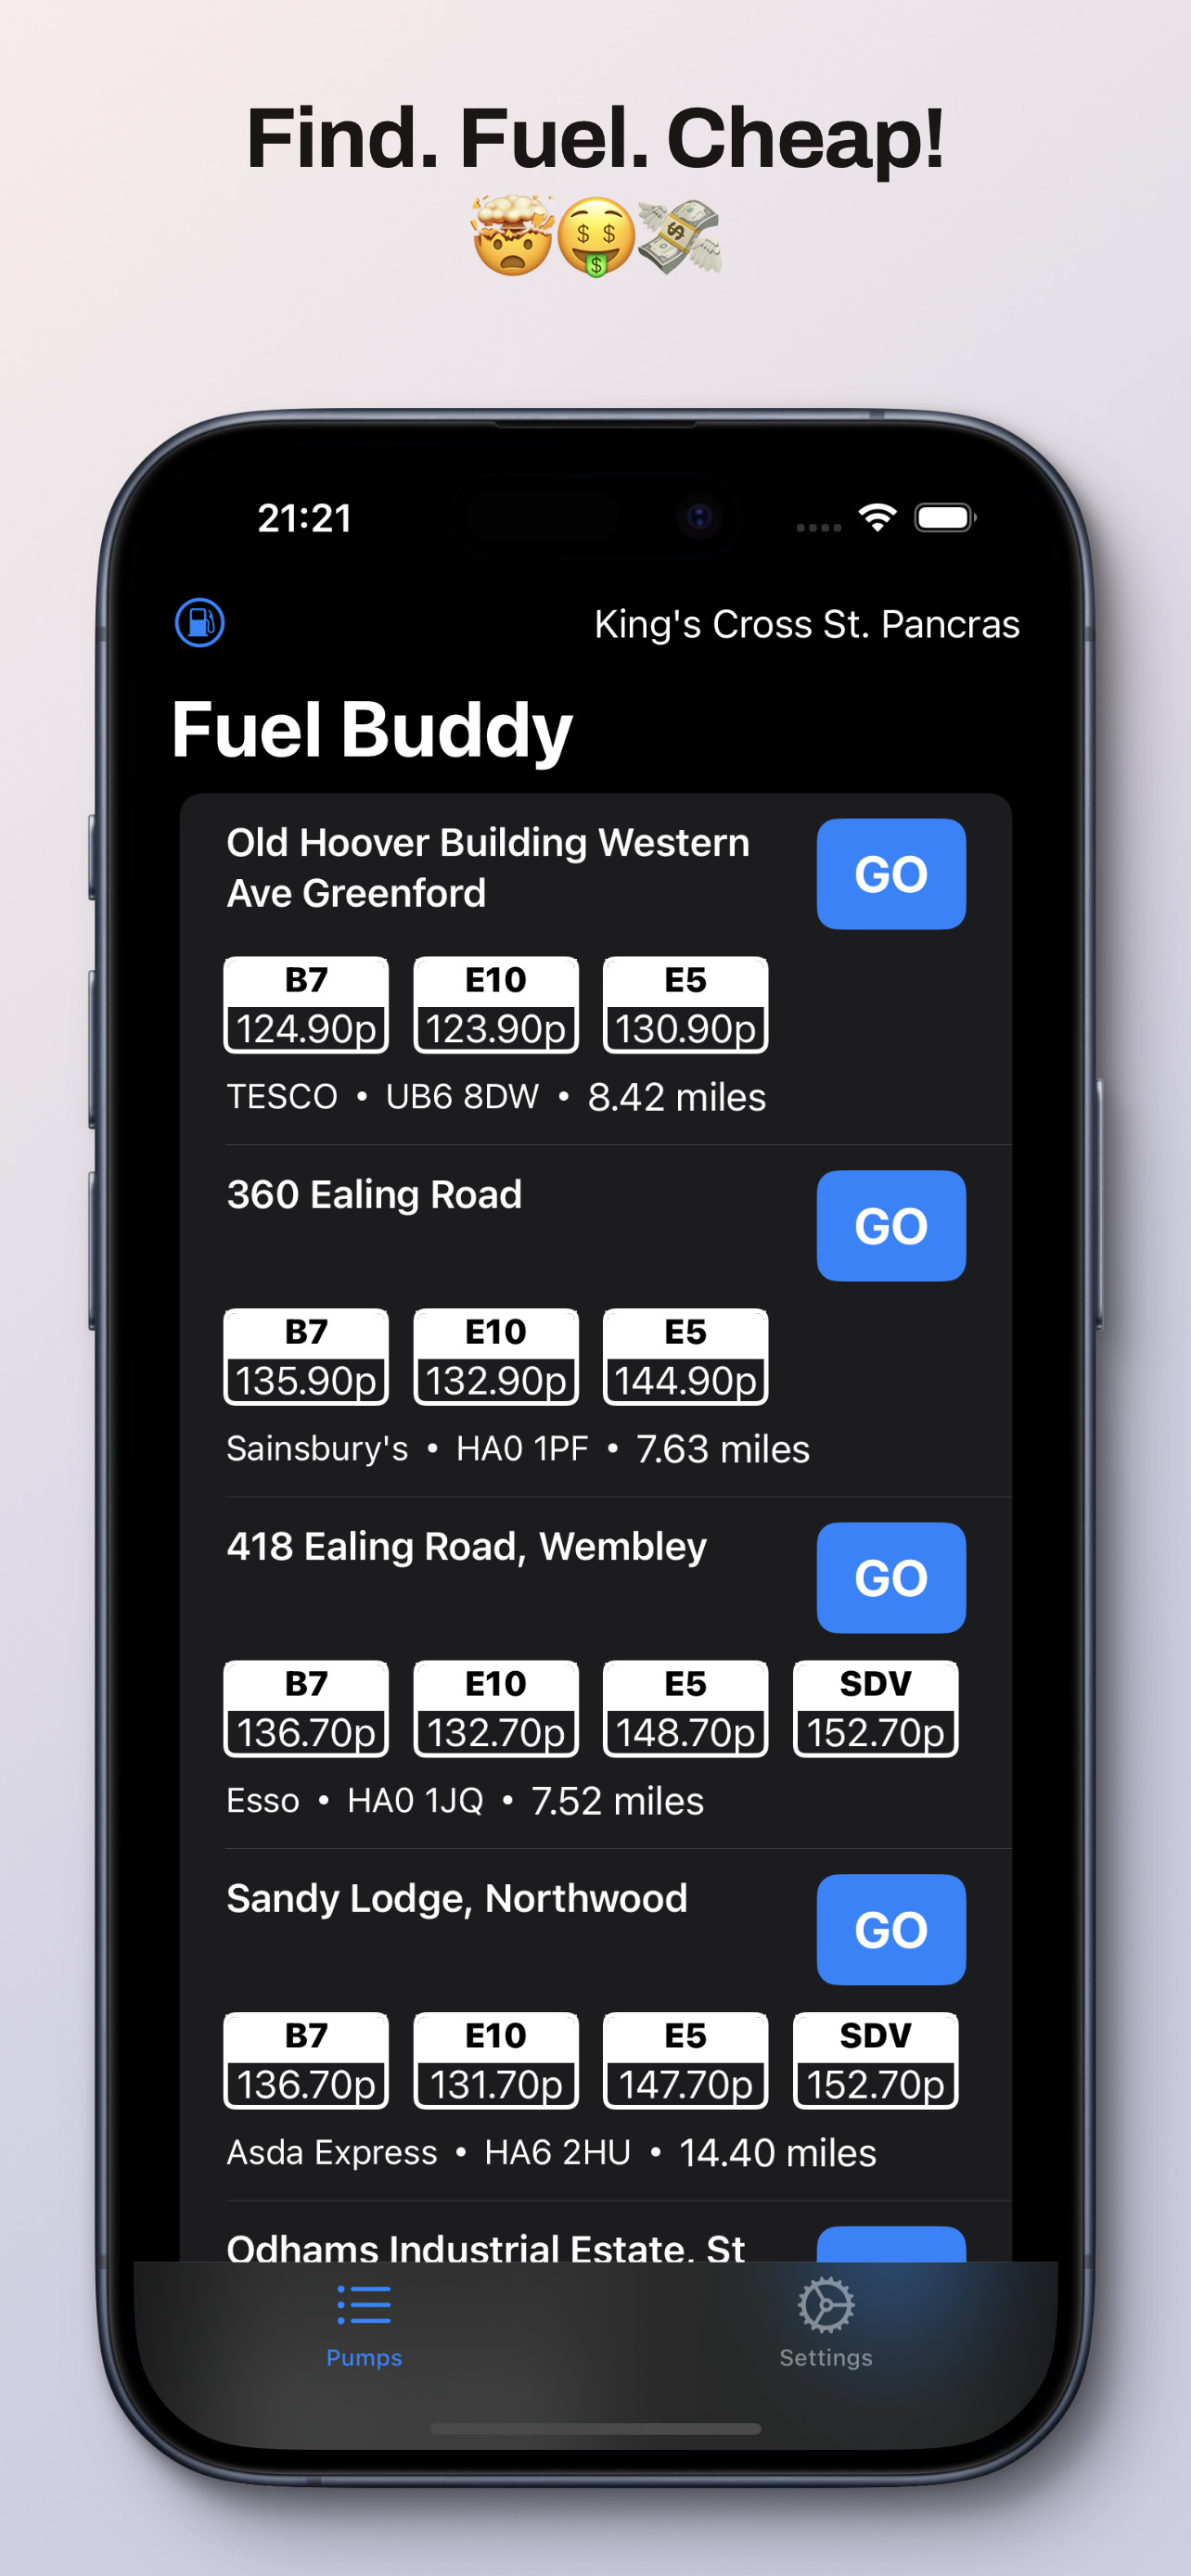 Find. Fuel. Cheap!
🤯🤑💸
21:21
King's Cross St. Pancras
Fuel Buddy
Old Hoover Building Western
Ave Greenford
GO
B7 E10 E5
124.90p 123.90p 130.90p
TESCO • UB6 8DW • 8.42 miles
360 Ealing Road
GO
B7 E10 E5
135.90p 132.90p 144.90p
Sainsbury's • HA0 1PF • 7.63 miles
418 Ealing Road, Wembley
GO
B7 E10 E5 SDV
136.70p 132.70p 148.70p 152.70p
Esso • HA0 1JQ • 7.52 miles
Sandy Lodge, Northwood
GO
B7 E10 E5 SDV
136.70p 131.70p 147.70p 152.70p
Asda Express • HA6 2HU • 14.40 miles
Odhams Industrial Estate, St
Pumps Settings